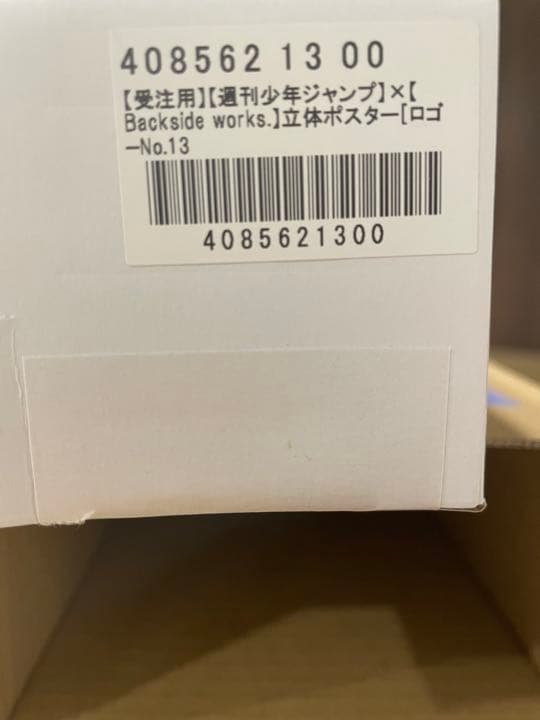 408562 13 00
【受注用】【週刊少年ジャンプ】×【
Backside works.】立体ポスター[ロゴ
ーNo.13
4085621300